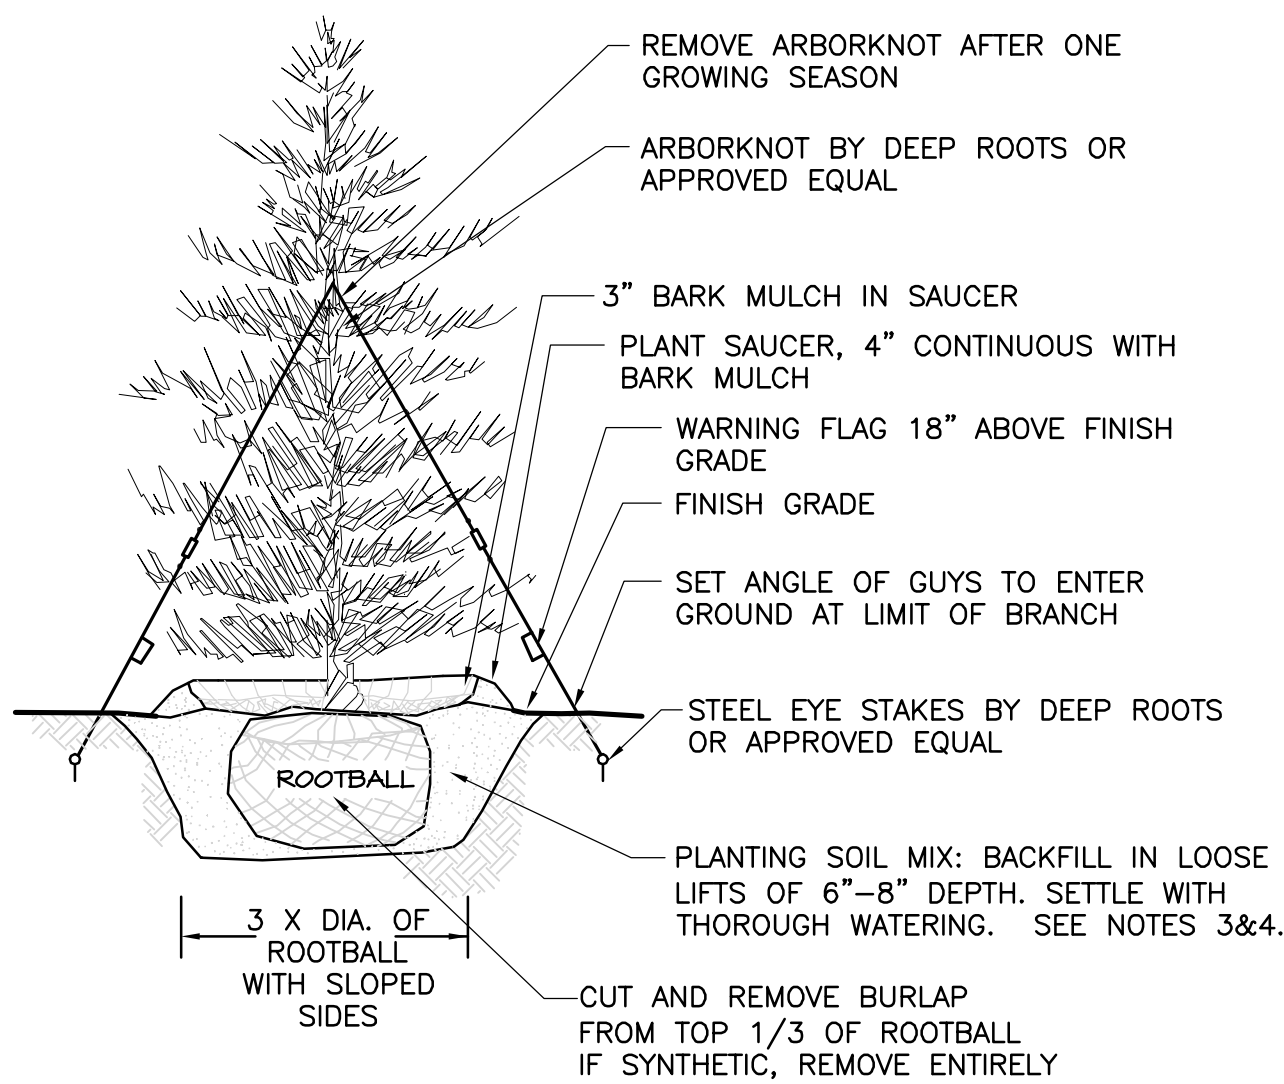 REMOVE ARBORKNOT AFTER ONE
GROWING SEASON
ARBORKNOT BY DEEP ROOTS OR
APPROVED EQUAL
3” BARK MULCH IN SAUCER
PLANT SAUCER, 4” CONTINUOUS WITH
BARK MULCH
WARNING FLAG 18” ABOVE FINISH
GRADE
FINISH GRADE
SET ANGLE OF GUYS TO ENTER
GROUND AT LIMIT OF BRANCH
STEEL EYE STAKES BY DEEP ROOTS
OR APPROVED EQUAL
ROOTBALL
PLANTING SOIL MIX: BACKFILL IN LOOSE
LIFTS OF 6”–8” DEPTH. SETTLE WITH
THOROUGH WATERING. SEE NOTES 3&4.
3 X DIA. OF
ROOTBALL
WITH SLOPED
SIDES
CUT AND REMOVE BURLAP
FROM TOP 1/3 OF ROOTBALL
IF SYNTHETIC, REMOVE ENTIRELY